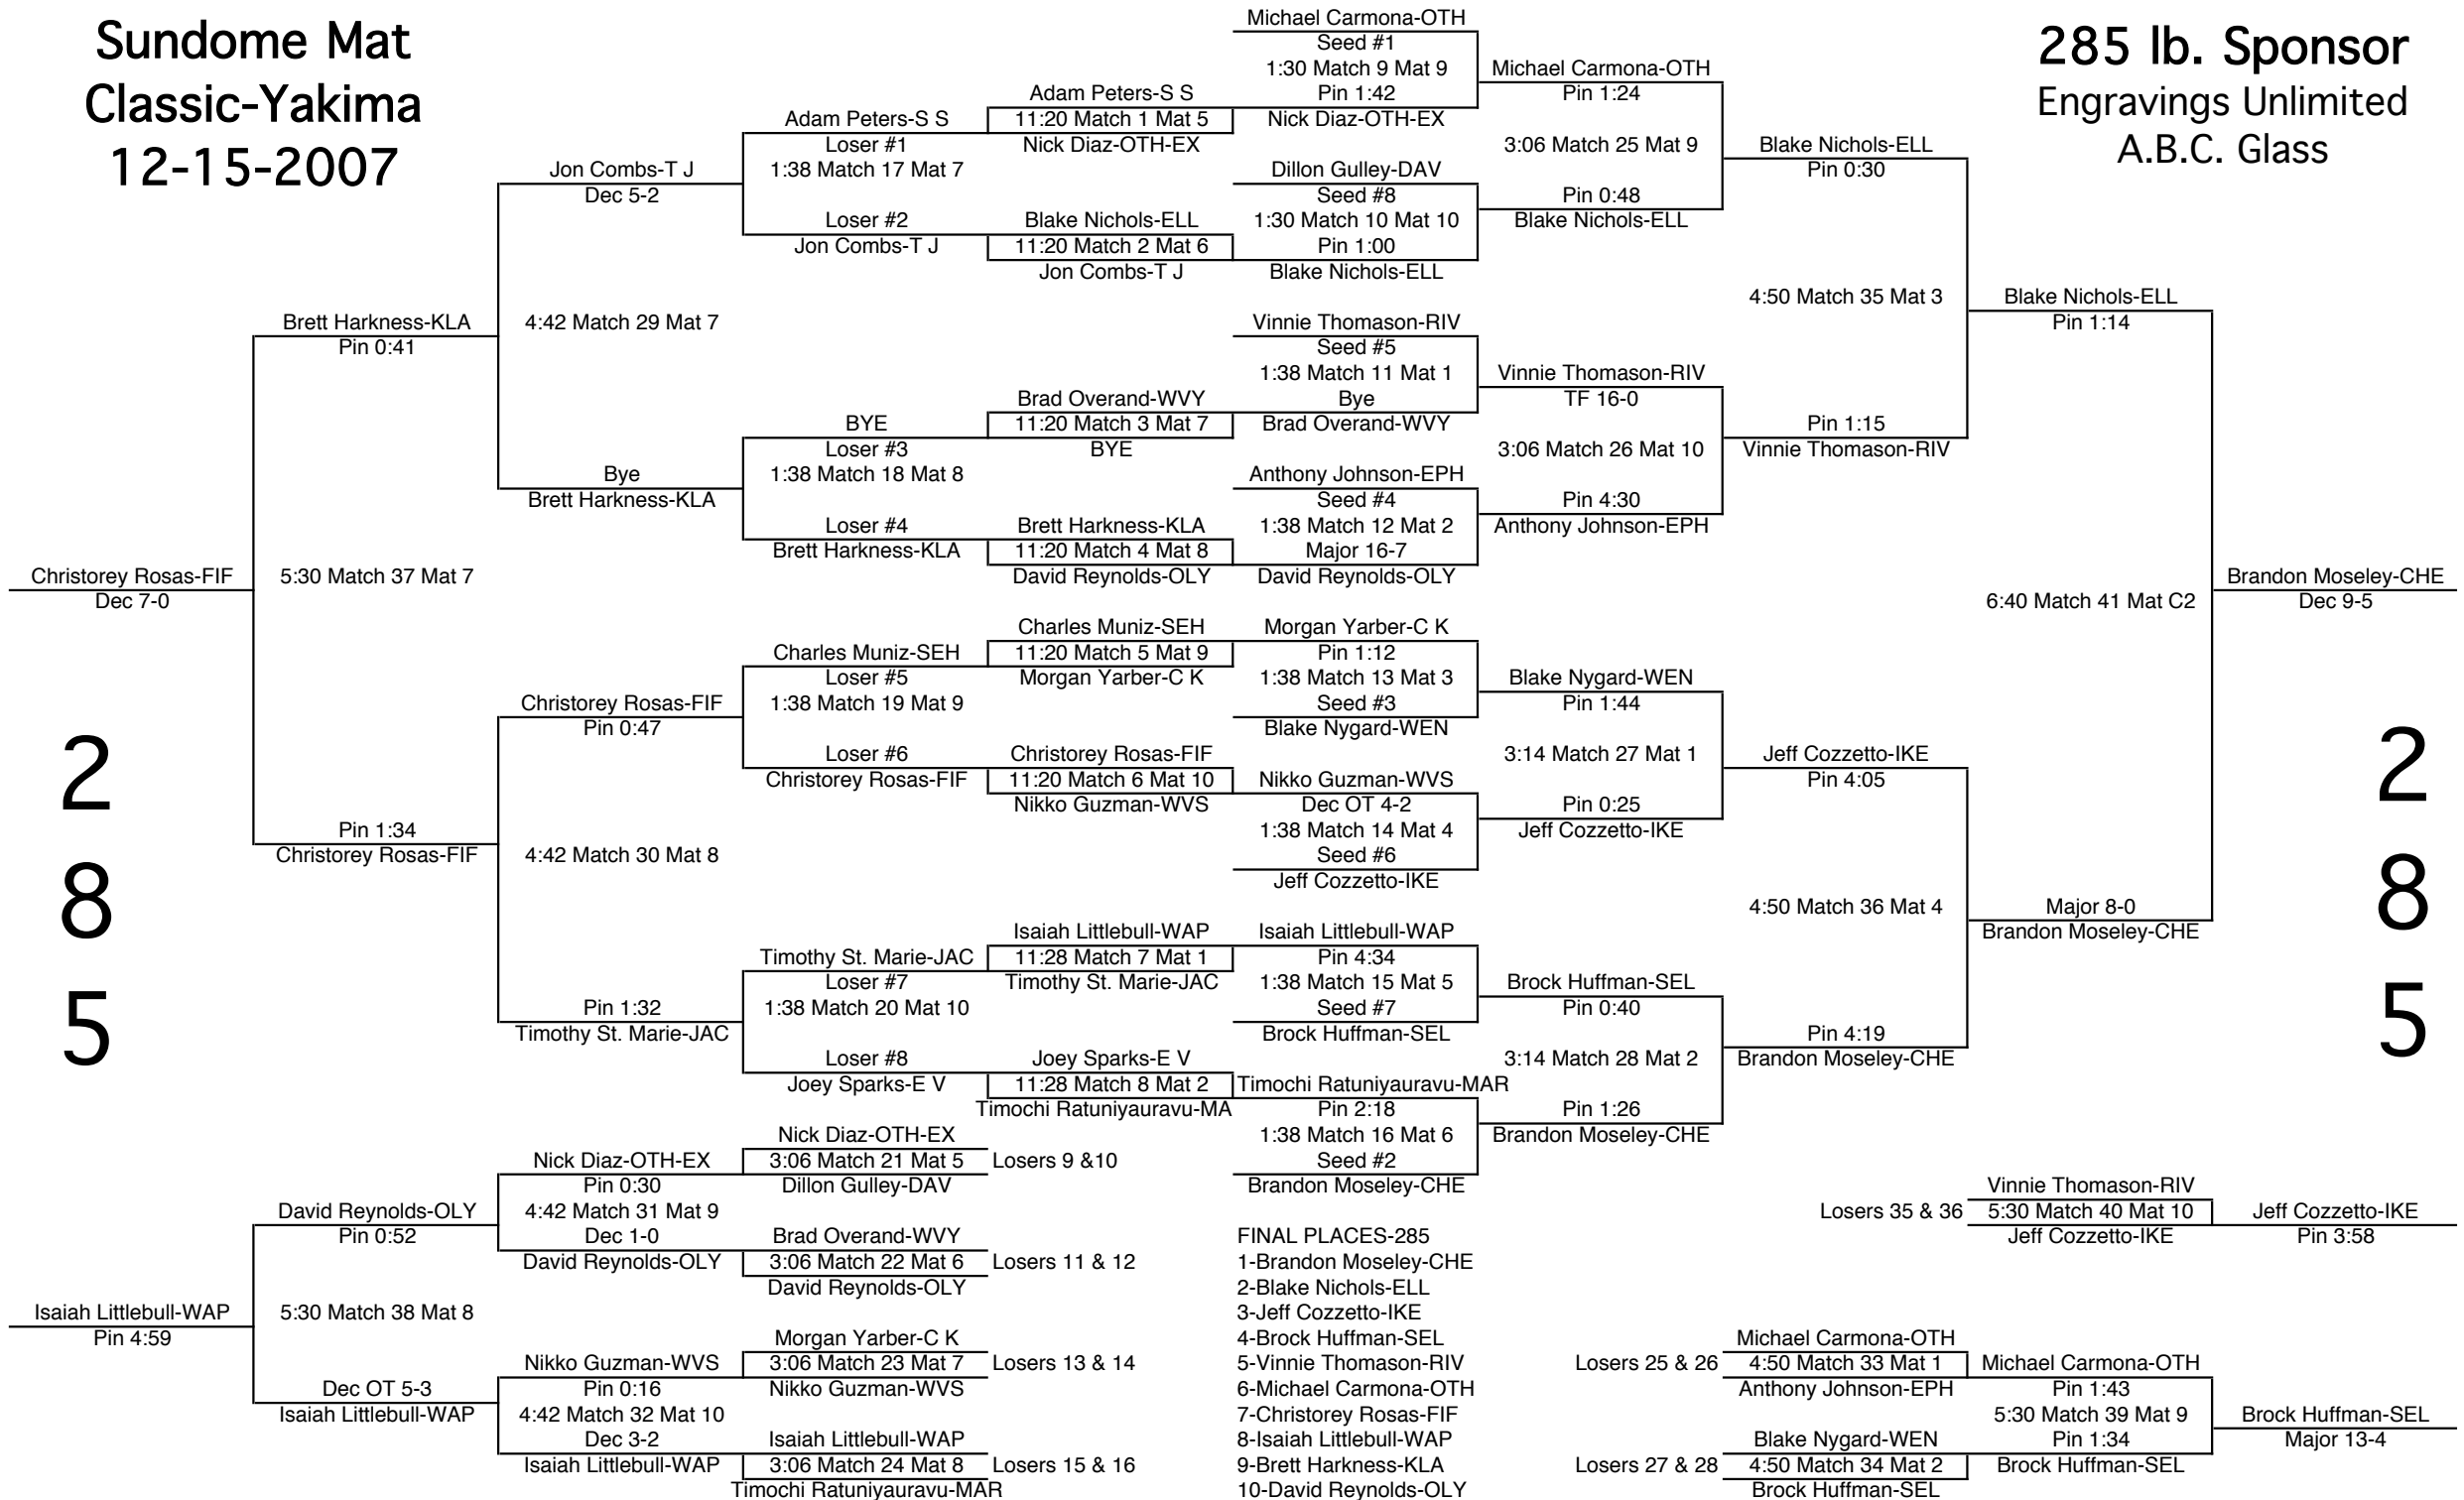 Sundome Mat
Classic-Yakima
12-15-2007
285 lb. Sponsor
Engravings Unlimited
A.B.C. Glass
2
8
5
2
8
5
Christorey Rosas-FIF
Dec 7-0
Isaiah Littlebull-WAP
Pin 4:59
Brett Harkness-KLA
Pin 0:41
5:30 Match 37 Mat 7
Pin 1:34
Christorey Rosas-FIF
David Reynolds-OLY
Pin 0:52
5:30 Match 38 Mat 8
Dec OT 5-3
Isaiah Littlebull-WAP
Jon Combs-T J
Dec 5-2
4:42 Match 29 Mat 7
Bye
Brett Harkness-KLA
Christorey Rosas-FIF
Pin 0:47
4:42 Match 30 Mat 8
Pin 1:32
Timothy St. Marie-JAC
Nick Diaz-OTH-EX
Pin 0:30
4:42 Match 31 Mat 9
Dec 1-0
David Reynolds-OLY
Nikko Guzman-WVS
Pin 0:16
4:42 Match 32 Mat 10
Dec 3-2
Isaiah Littlebull-WAP
Adam Peters-S S
Loser #1
1:38 Match 17 Mat 7
Loser #2
Jon Combs-T J
BYE
Loser #3
1:38 Match 18 Mat 8
Loser #4
Brett Harkness-KLA
Charles Muniz-SEH
Loser #5
1:38 Match 19 Mat 9
Loser #6
Christorey Rosas-FIF
Timothy St. Marie-JAC
Loser #7
1:38 Match 20 Mat 10
Loser #8
Joey Sparks-E V
Nick Diaz-OTH-EX
3:06 Match 21 Mat 5 Losers 9 &10
Dillon Gulley-DAV
Brad Overand-WVY
3:06 Match 22 Mat 6 Losers 11 & 12
David Reynolds-OLY
Morgan Yarber-C K
3:06 Match 23 Mat 7 Losers 13 & 14
Nikko Guzman-WVS
Isaiah Littlebull-WAP
3:06 Match 24 Mat 8 Losers 15 & 16
Timochi Ratuniyauravu-MAR
Adam Peters-S S
11:20 Match 1 Mat 5
Nick Diaz-OTH-EX
Blake Nichols-ELL
11:20 Match 2 Mat 6
Jon Combs-T J
Brad Overand-WVY
11:20 Match 3 Mat 7
BYE
Brett Harkness-KLA
11:20 Match 4 Mat 8
David Reynolds-OLY
Charles Muniz-SEH
11:20 Match 5 Mat 9
Morgan Yarber-C K
Christorey Rosas-FIF
11:20 Match 6 Mat 10
Nikko Guzman-WVS
Isaiah Littlebull-WAP
11:28 Match 7 Mat 1
Timothy St. Marie-JAC
Joey Sparks-E V
11:28 Match 8 Mat 2
Timochi Ratuniyauravu-MA
Michael Carmona-OTH
Seed #1
1:30 Match 9 Mat 9
Pin 1:42
Nick Diaz-OTH-EX
Dillon Gulley-DAV
Seed #8
1:30 Match 10 Mat 10
Pin 1:00
Blake Nichols-ELL
Vinnie Thomason-RIV
Seed #5
1:38 Match 11 Mat 1
Bye
Brad Overand-WVY
Anthony Johnson-EPH
Seed #4
1:38 Match 12 Mat 2
Major 16-7
David Reynolds-OLY
Morgan Yarber-C K
Pin 1:12
1:38 Match 13 Mat 3
Seed #3
Blake Nygard-WEN
Nikko Guzman-WVS
Dec OT 4-2
1:38 Match 14 Mat 4
Seed #6
Jeff Cozzetto-IKE
Isaiah Littlebull-WAP
Pin 4:34
1:38 Match 15 Mat 5
Seed #7
Brock Huffman-SEL
Timochi Ratuniyauravu-MAR
Pin 2:18
1:38 Match 16 Mat 6
Seed #2
Brandon Moseley-CHE
FINAL PLACES-285
1-Brandon Moseley-CHE
2-Blake Nichols-ELL
3-Jeff Cozzetto-IKE
4-Brock Huffman-SEL
5-Vinnie Thomason-RIV
6-Michael Carmona-OTH
7-Christorey Rosas-FIF
8-Isaiah Littlebull-WAP
9-Brett Harkness-KLA
10-David Reynolds-OLY
Michael Carmona-OTH
Pin 1:24
3:06 Match 25 Mat 9
Pin 0:48
Blake Nichols-ELL
Vinnie Thomason-RIV
TF 16-0
3:06 Match 26 Mat 10
Pin 4:30
Anthony Johnson-EPH
Blake Nygard-WEN
Pin 1:44
3:14 Match 27 Mat 1
Pin 0:25
Jeff Cozzetto-IKE
Brock Huffman-SEL
Pin 0:40
3:14 Match 28 Mat 2
Pin 1:26
Brandon Moseley-CHE
Blake Nichols-ELL
Pin 0:30
4:50 Match 35 Mat 3
Pin 1:15
Vinnie Thomason-RIV
Jeff Cozzetto-IKE
Pin 4:05
4:50 Match 36 Mat 4
Pin 4:19
Brandon Moseley-CHE
Blake Nichols-ELL
Pin 1:14
6:40 Match 41 Mat C2
Major 8-0
Brandon Moseley-CHE
Brandon Moseley-CHE
Dec 9-5
Vinnie Thomason-RIV
Losers 35 & 36 5:30 Match 40 Mat 10
Jeff Cozzetto-IKE
Jeff Cozzetto-IKE
Pin 3:58
Michael Carmona-OTH
Losers 25 & 26 4:50 Match 33 Mat 1
Anthony Johnson-EPH
Blake Nygard-WEN
Losers 27 & 28 4:50 Match 34 Mat 2
Brock Huffman-SEL
Michael Carmona-OTH
Pin 1:43
5:30 Match 39 Mat 9
Pin 1:34
Brock Huffman-SEL
Brock Huffman-SEL
Major 13-4